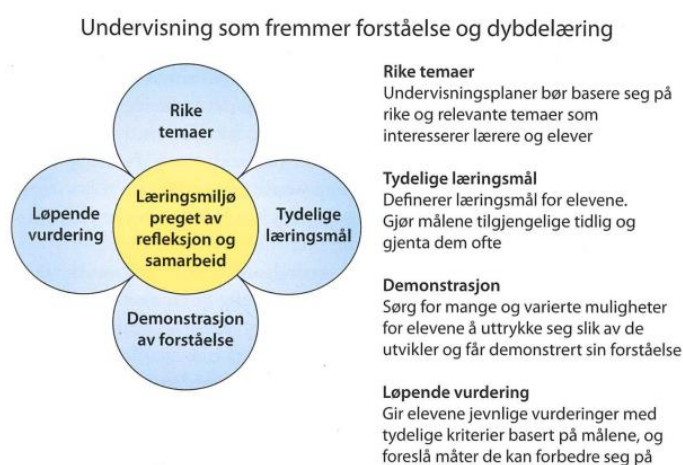 Undervisning som fremmer forståelse og dybdelæring
Rike
temaer
Løpende
vurdering
Læringsmiljø
preget av
refleksjon og
samarbeid
Tydelige
læringsmål
Demonstrasjon
av forståelse
Rike temaer
Undervisningsplaner bør basere seg på
rike og relevante temaer som
interesserer lærere og elever
Tydelige læringsmål
Definerer læringsmål for elevene.
Gjør målene tilgjengelige tidlig og
gjenta dem ofte
Demonstrasjon
Sørg for mange og varierte muligheter
for elevene å uttrykke seg slik av de
utvikler og får demonstrert sin forståelse
Løpende vurdering
Gir elevene jevnlige vurderinger med
tydelige kriterier basert på målene, og
foreslå måter de kan forbedre seg på